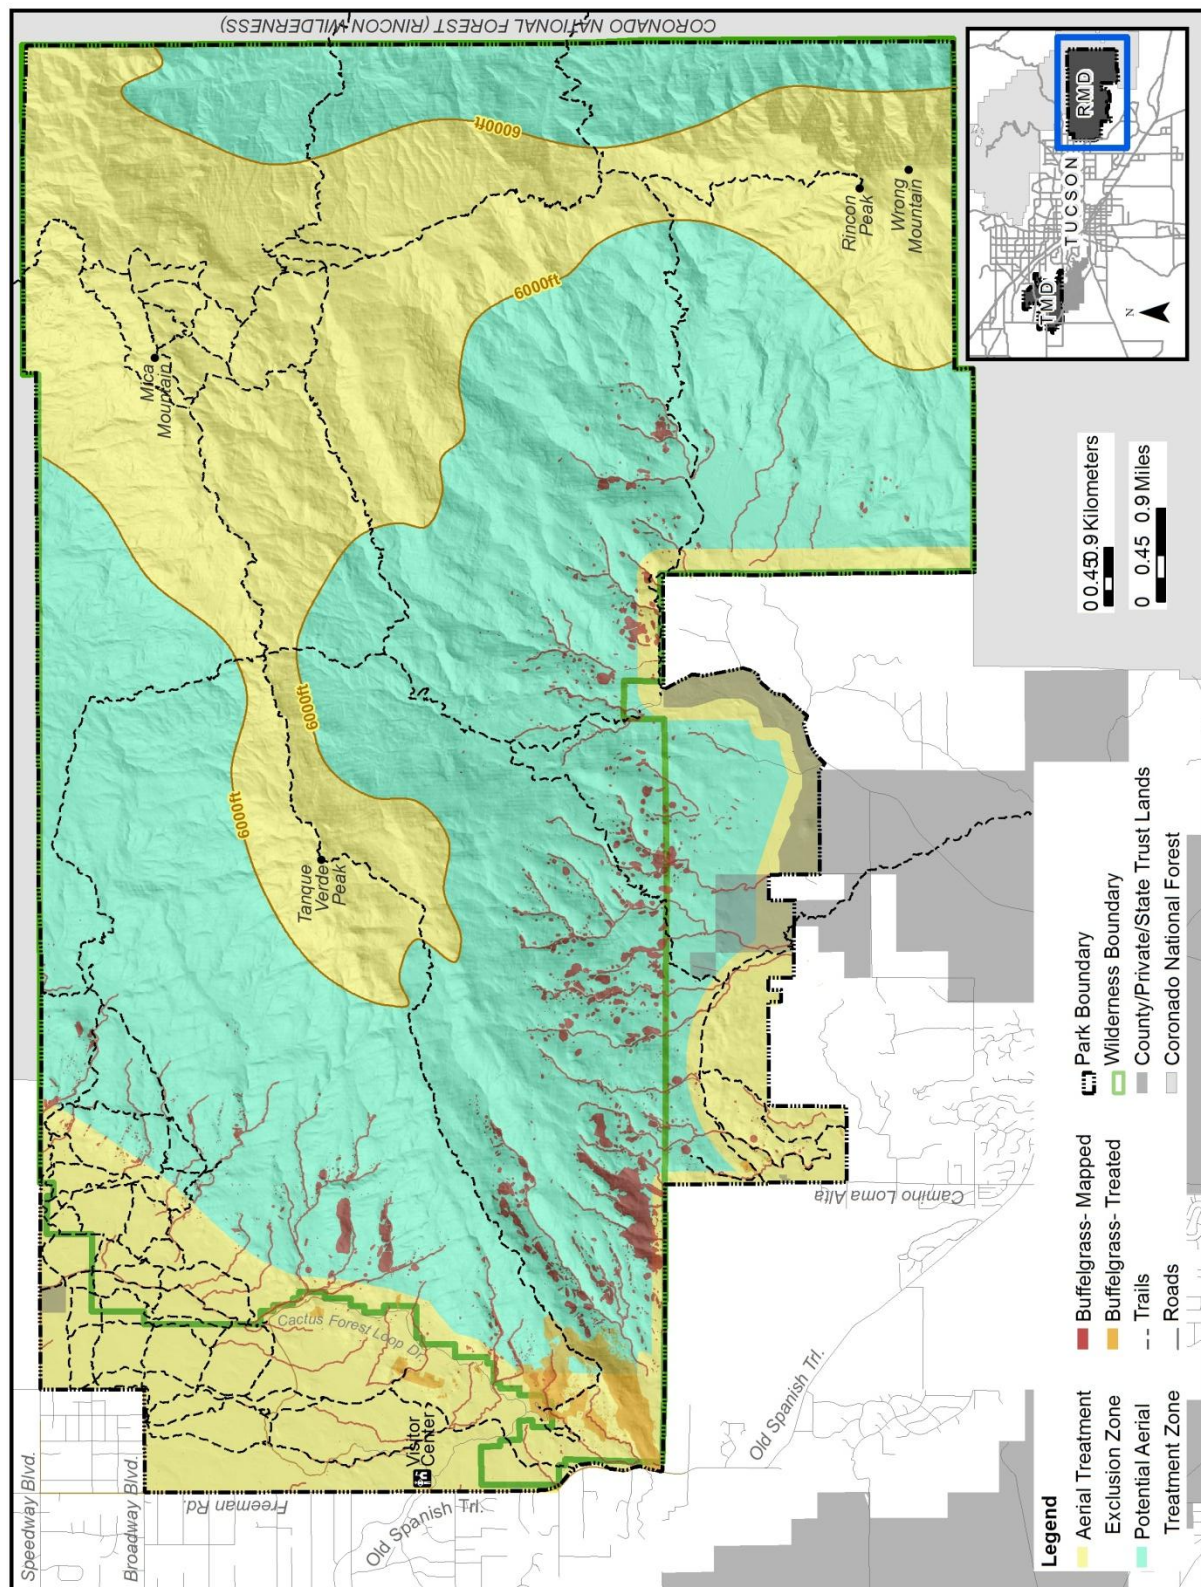 CORONADO NATIONAL FOREST (RINCON WILDERNESS)
Speedway Blvd.
Broadway Blvd.
Freeman Rd.
Old Spanish Trl.
Visitor
Center
Cactus Forest Loop Dr.
Tanque
Verde
Peak
6000ft
6000ft
Mica
Mountain
6000ft
6000ft
Rincon
Peak
Wrong
Mountain
Old Spanish Trl.
Camino Loma Alta
Legend
Aerial Treatment
Exclusion Zone
Potential Aerial
Treatment Zone
Buffelgrass- Mapped
Buffelgrass- Treated
Trails
Roads
Park Boundary
Wilderness Boundary
County/Private/State Trust Lands
Coronado National Forest
0 0.45 0.9 Kilometers
0 0.45 0.9 Miles
N
TMD
TUCSON
RMD